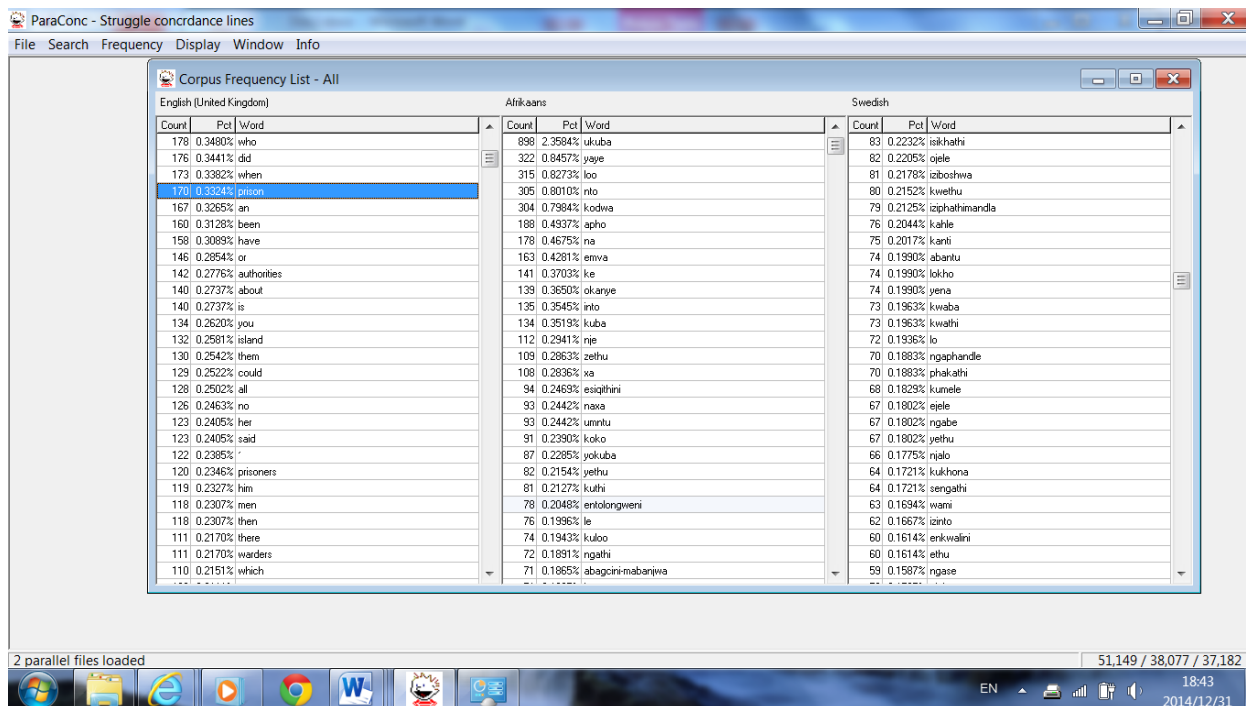 ParaConc - Struggle concrdance lines
File Search Frequency Display Window Info
Corpus Frequency List - All
English (United Kingdom) Afrikaans Swedish
Count Pct Word Count Pct Word Count Pct Word
178 0.3480% who 898 2.3584% ukuba 83 0.2232% isikhathi
176 0.3441% did 322 0.8457% yaye 82 0.2205% ojele
173 0.3382% when 315 0.8273% loo 81 0.2178% iziboshwa
170 0.3324% prison 305 0.8010% nto 80 0.2152% kwethu
167 0.3265% an 304 0.7984% kodwa 79 0.2125% iziphathimandla
160 0.3128% been 188 0.4937% apho 76 0.2044% kahle
158 0.3089% have 178 0.4675% na 75 0.2017% kanti
146 0.2854% or 163 0.4281% emva 74 0.1990% abantu
142 0.2776% authorities 141 0.3703% ke 74 0.1990% lokho
140 0.2737% about 139 0.3650% okanye 74 0.1990% yena
140 0.2737% is 135 0.3545% into 73 0.1963% kwaba
134 0.2620% you 134 0.3519% kuba 73 0.1963% kwathi
132 0.2581% island 112 0.2941% nje 72 0.1936% lo
130 0.2542% them 109 0.2863% zethu 70 0.1883% ngaphandle
129 0.2522% could 108 0.2836% xa 70 0.1883% phakathi
128 0.2502% all 94 0.2469% esiqithini 68 0.1829% kumele
126 0.2463% no 93 0.2442% naxa 67 0.1802% ejele
123 0.2405% her 93 0.2442% umntu 67 0.1802% ngabe
123 0.2405% said 91 0.2390% koko 67 0.1802% yethu
122 0.2385% ' 87 0.2285% yokuba 66 0.1775% njalo
120 0.2346% prisoners 82 0.2154% yethu 64 0.1721% kukhona
119 0.2327% him 81 0.2127% kuthi 64 0.1721% sengathi
118 0.2307% men 78 0.2048% entolongweni 63 0.1694% wami
118 0.2307% then 76 0.1996% le 62 0.1667% izinto
111 0.2170% there 74 0.1943% kuloo 60 0.1614% enkwalini
111 0.2170% warders 72 0.1891% ngathi 60 0.1614% ethu
110 0.2151% which 71 0.1865% abagcini-mabanjwa 59 0.1587% ngase
2 parallel files loaded 51,149 / 38,077 / 37,182
EN 18:43
2014/12/31